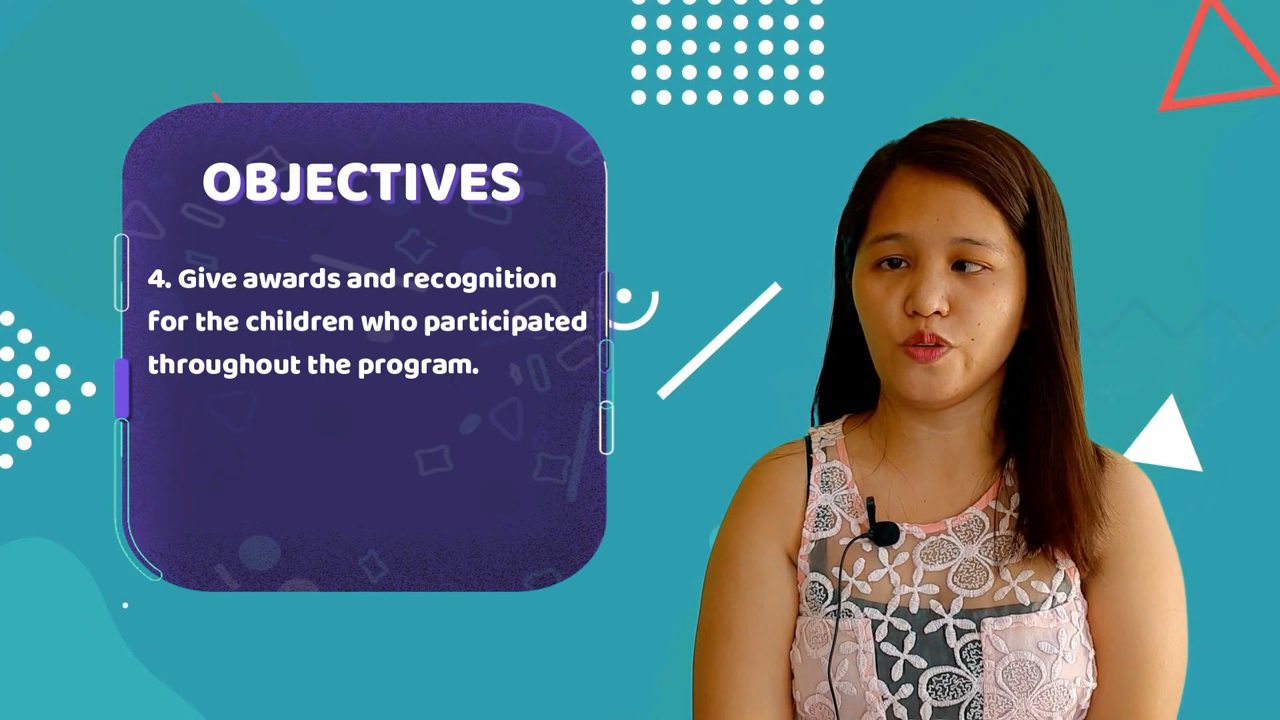 OBJECTIVES
4. Give awards and recognition
for the children who participated
throughout the program.